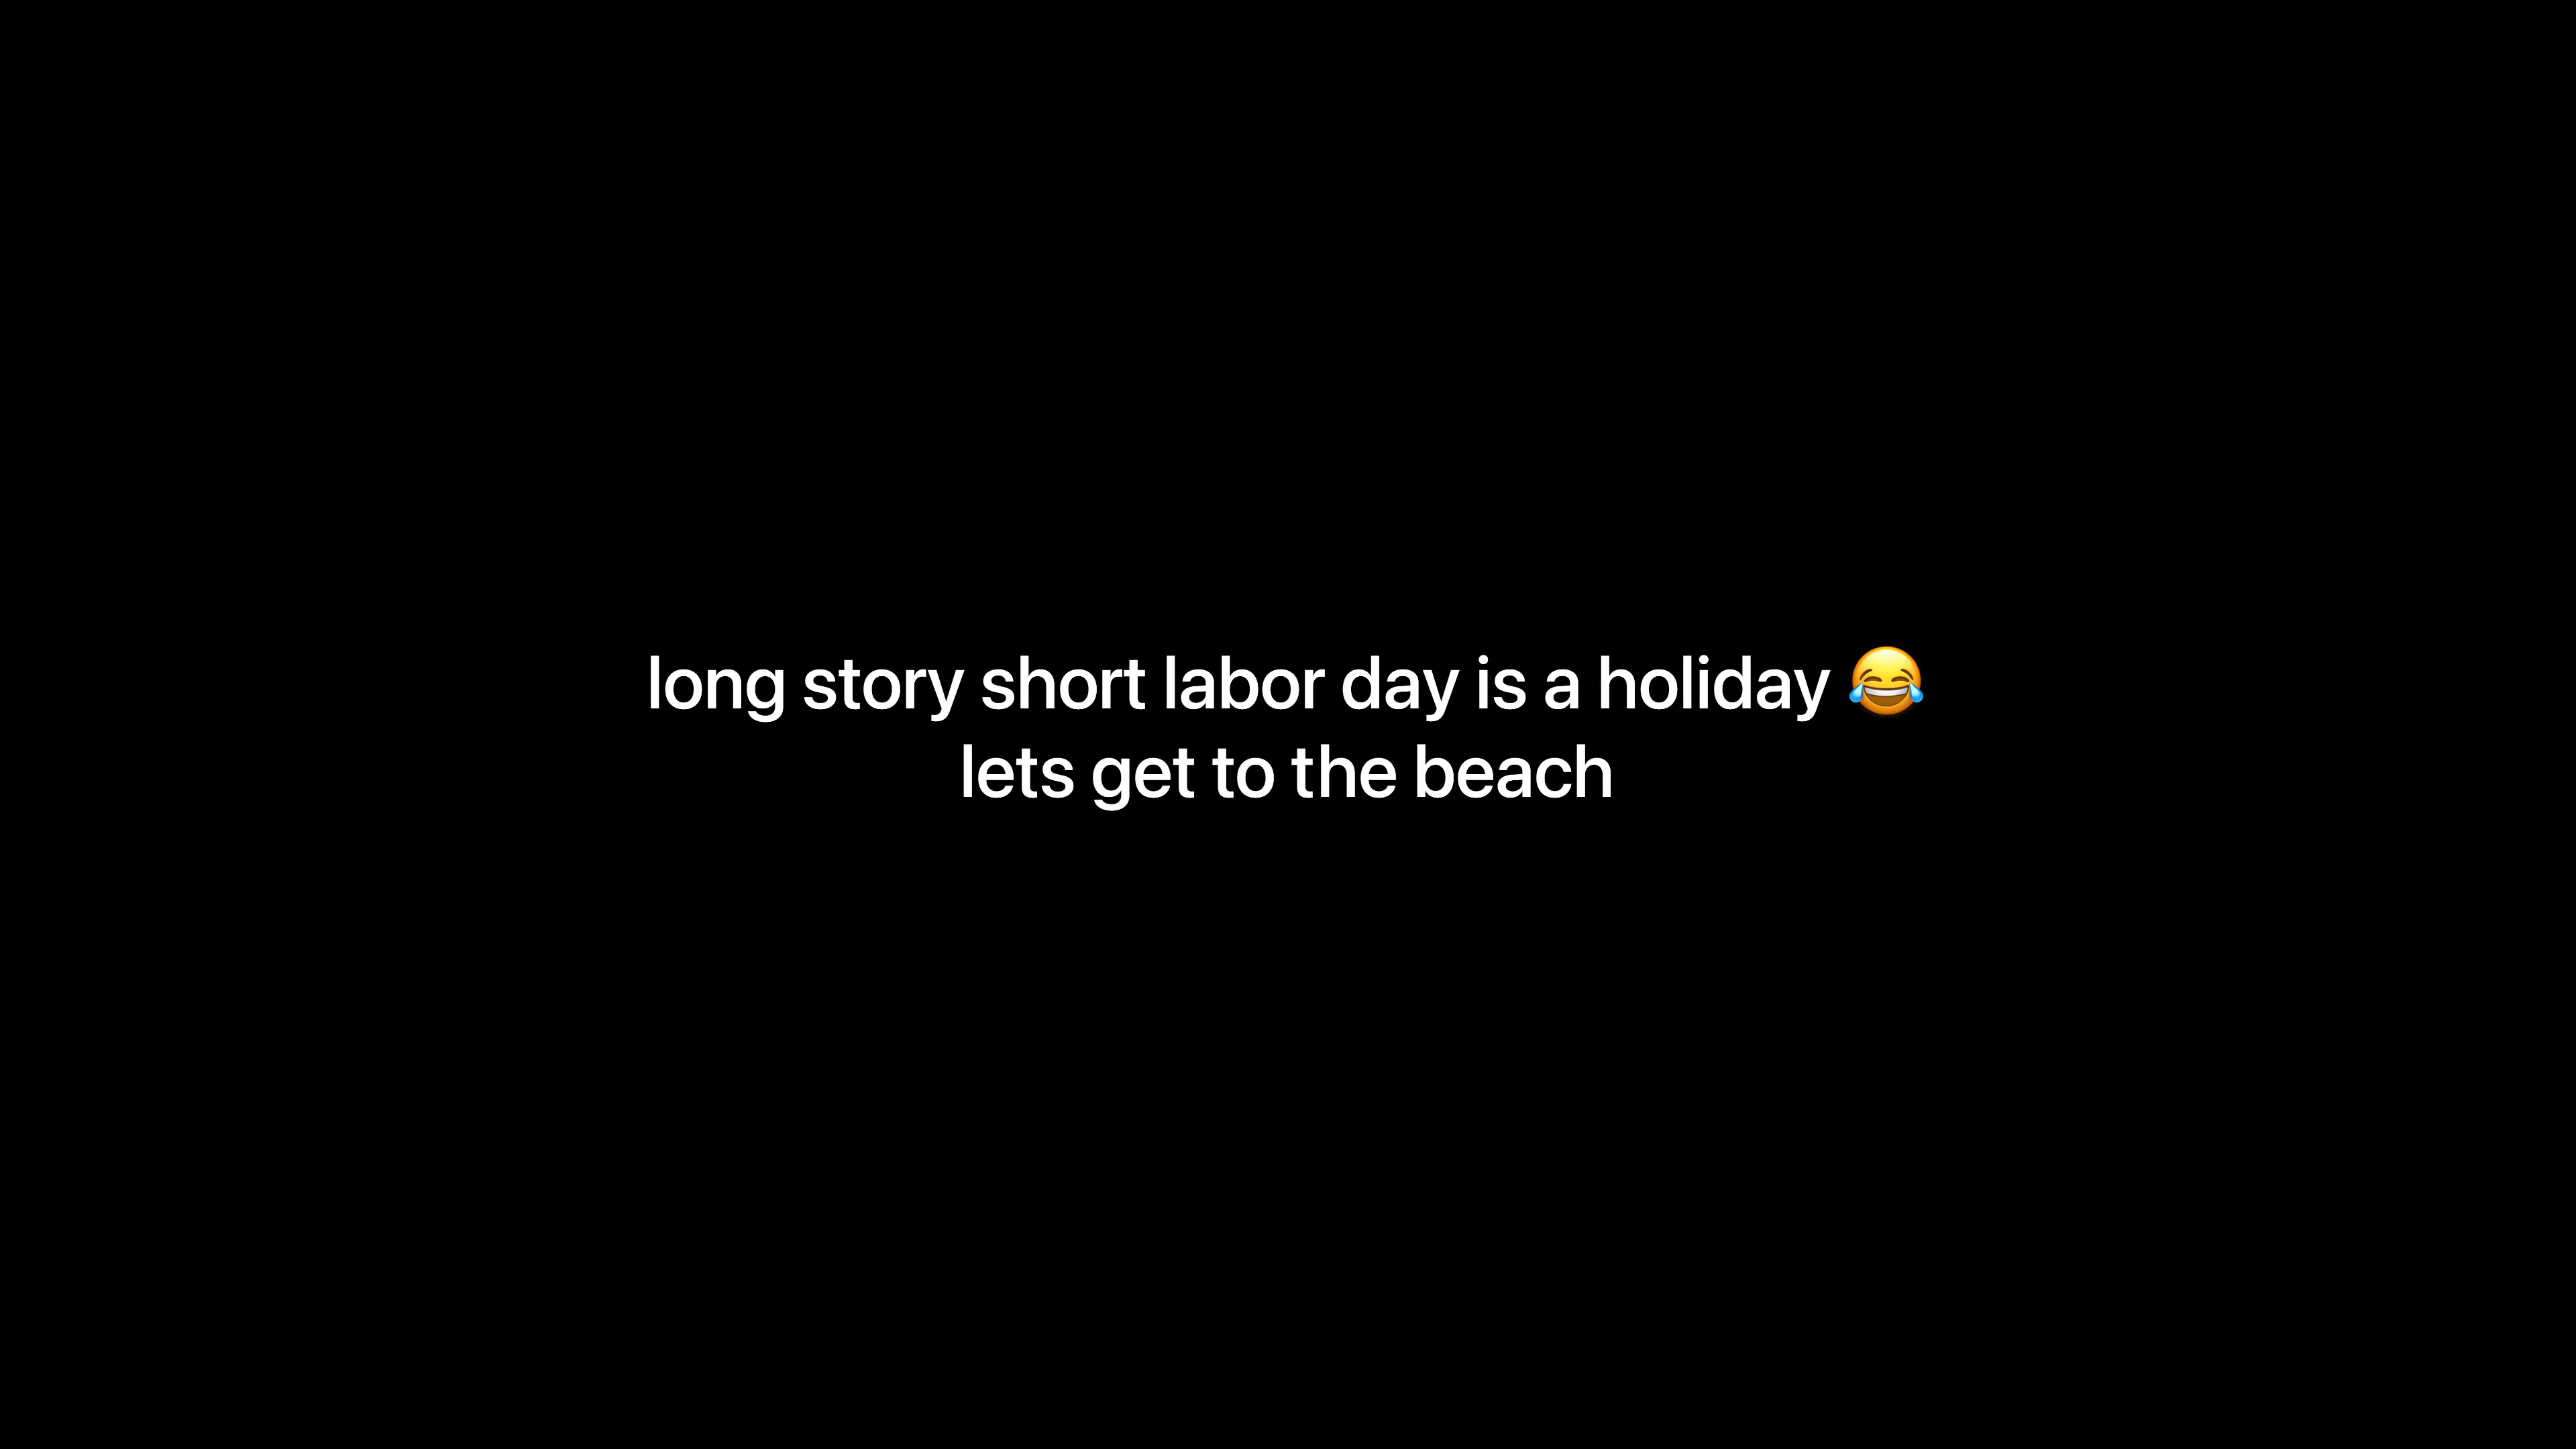 long story short labor day is a holiday 😂
lets get to the beach